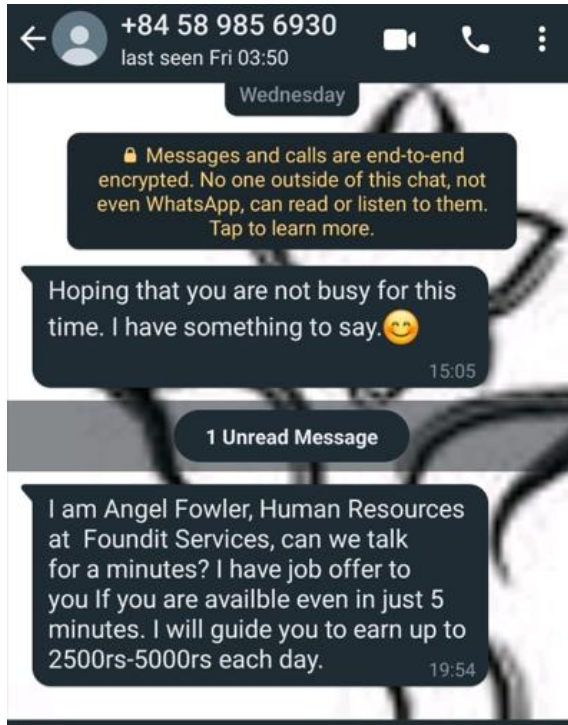 +84 58 985 6930
last seen Fri 03:50
Wednesday
🔒 Messages and calls are end-to-end
encrypted. No one outside of this chat, not
even WhatsApp, can read or listen to them.
Tap to learn more.
Hoping that you are not busy for this
time. I have something to say.😊
15:05
1 Unread Message
I am Angel Fowler, Human Resources
at  Foundit Services, can we talk
for a minutes? I have job offer to
you If you are availble even in just 5
minutes. I will guide you to earn up to
2500rs-5000rs each day.
19:54